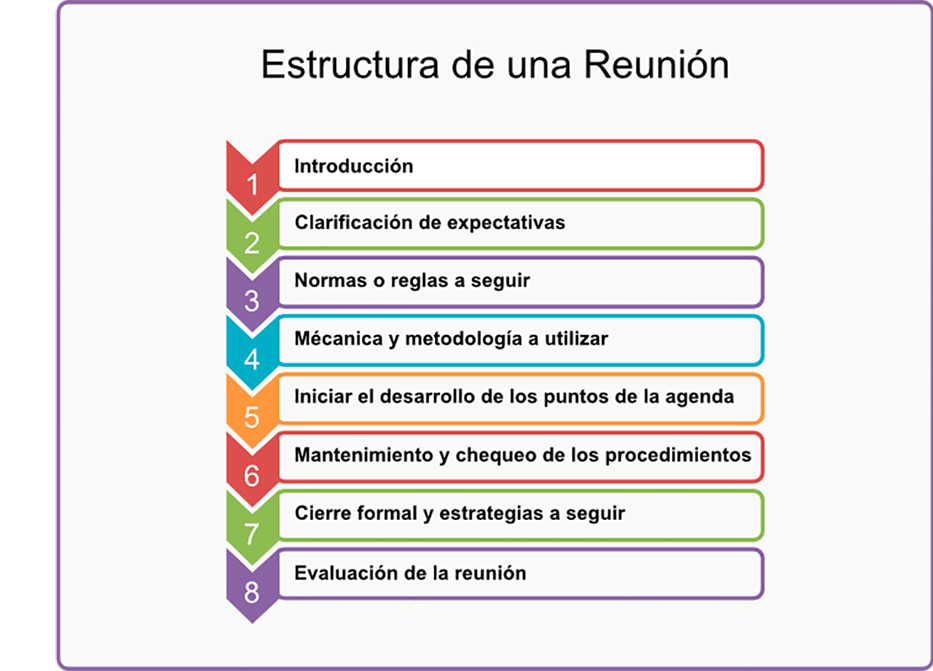 Estructura de una Reunión
1 Introducción
2 Clarificación de expectativas
3 Normas o reglas a seguir
4 Mécanica y metodología a utilizar
5 Iniciar el desarrollo de los puntos de la agenda
6 Mantenimiento y chequeo de los procedimientos
7 Cierre formal y estrategias a seguir
8 Evaluación de la reunión